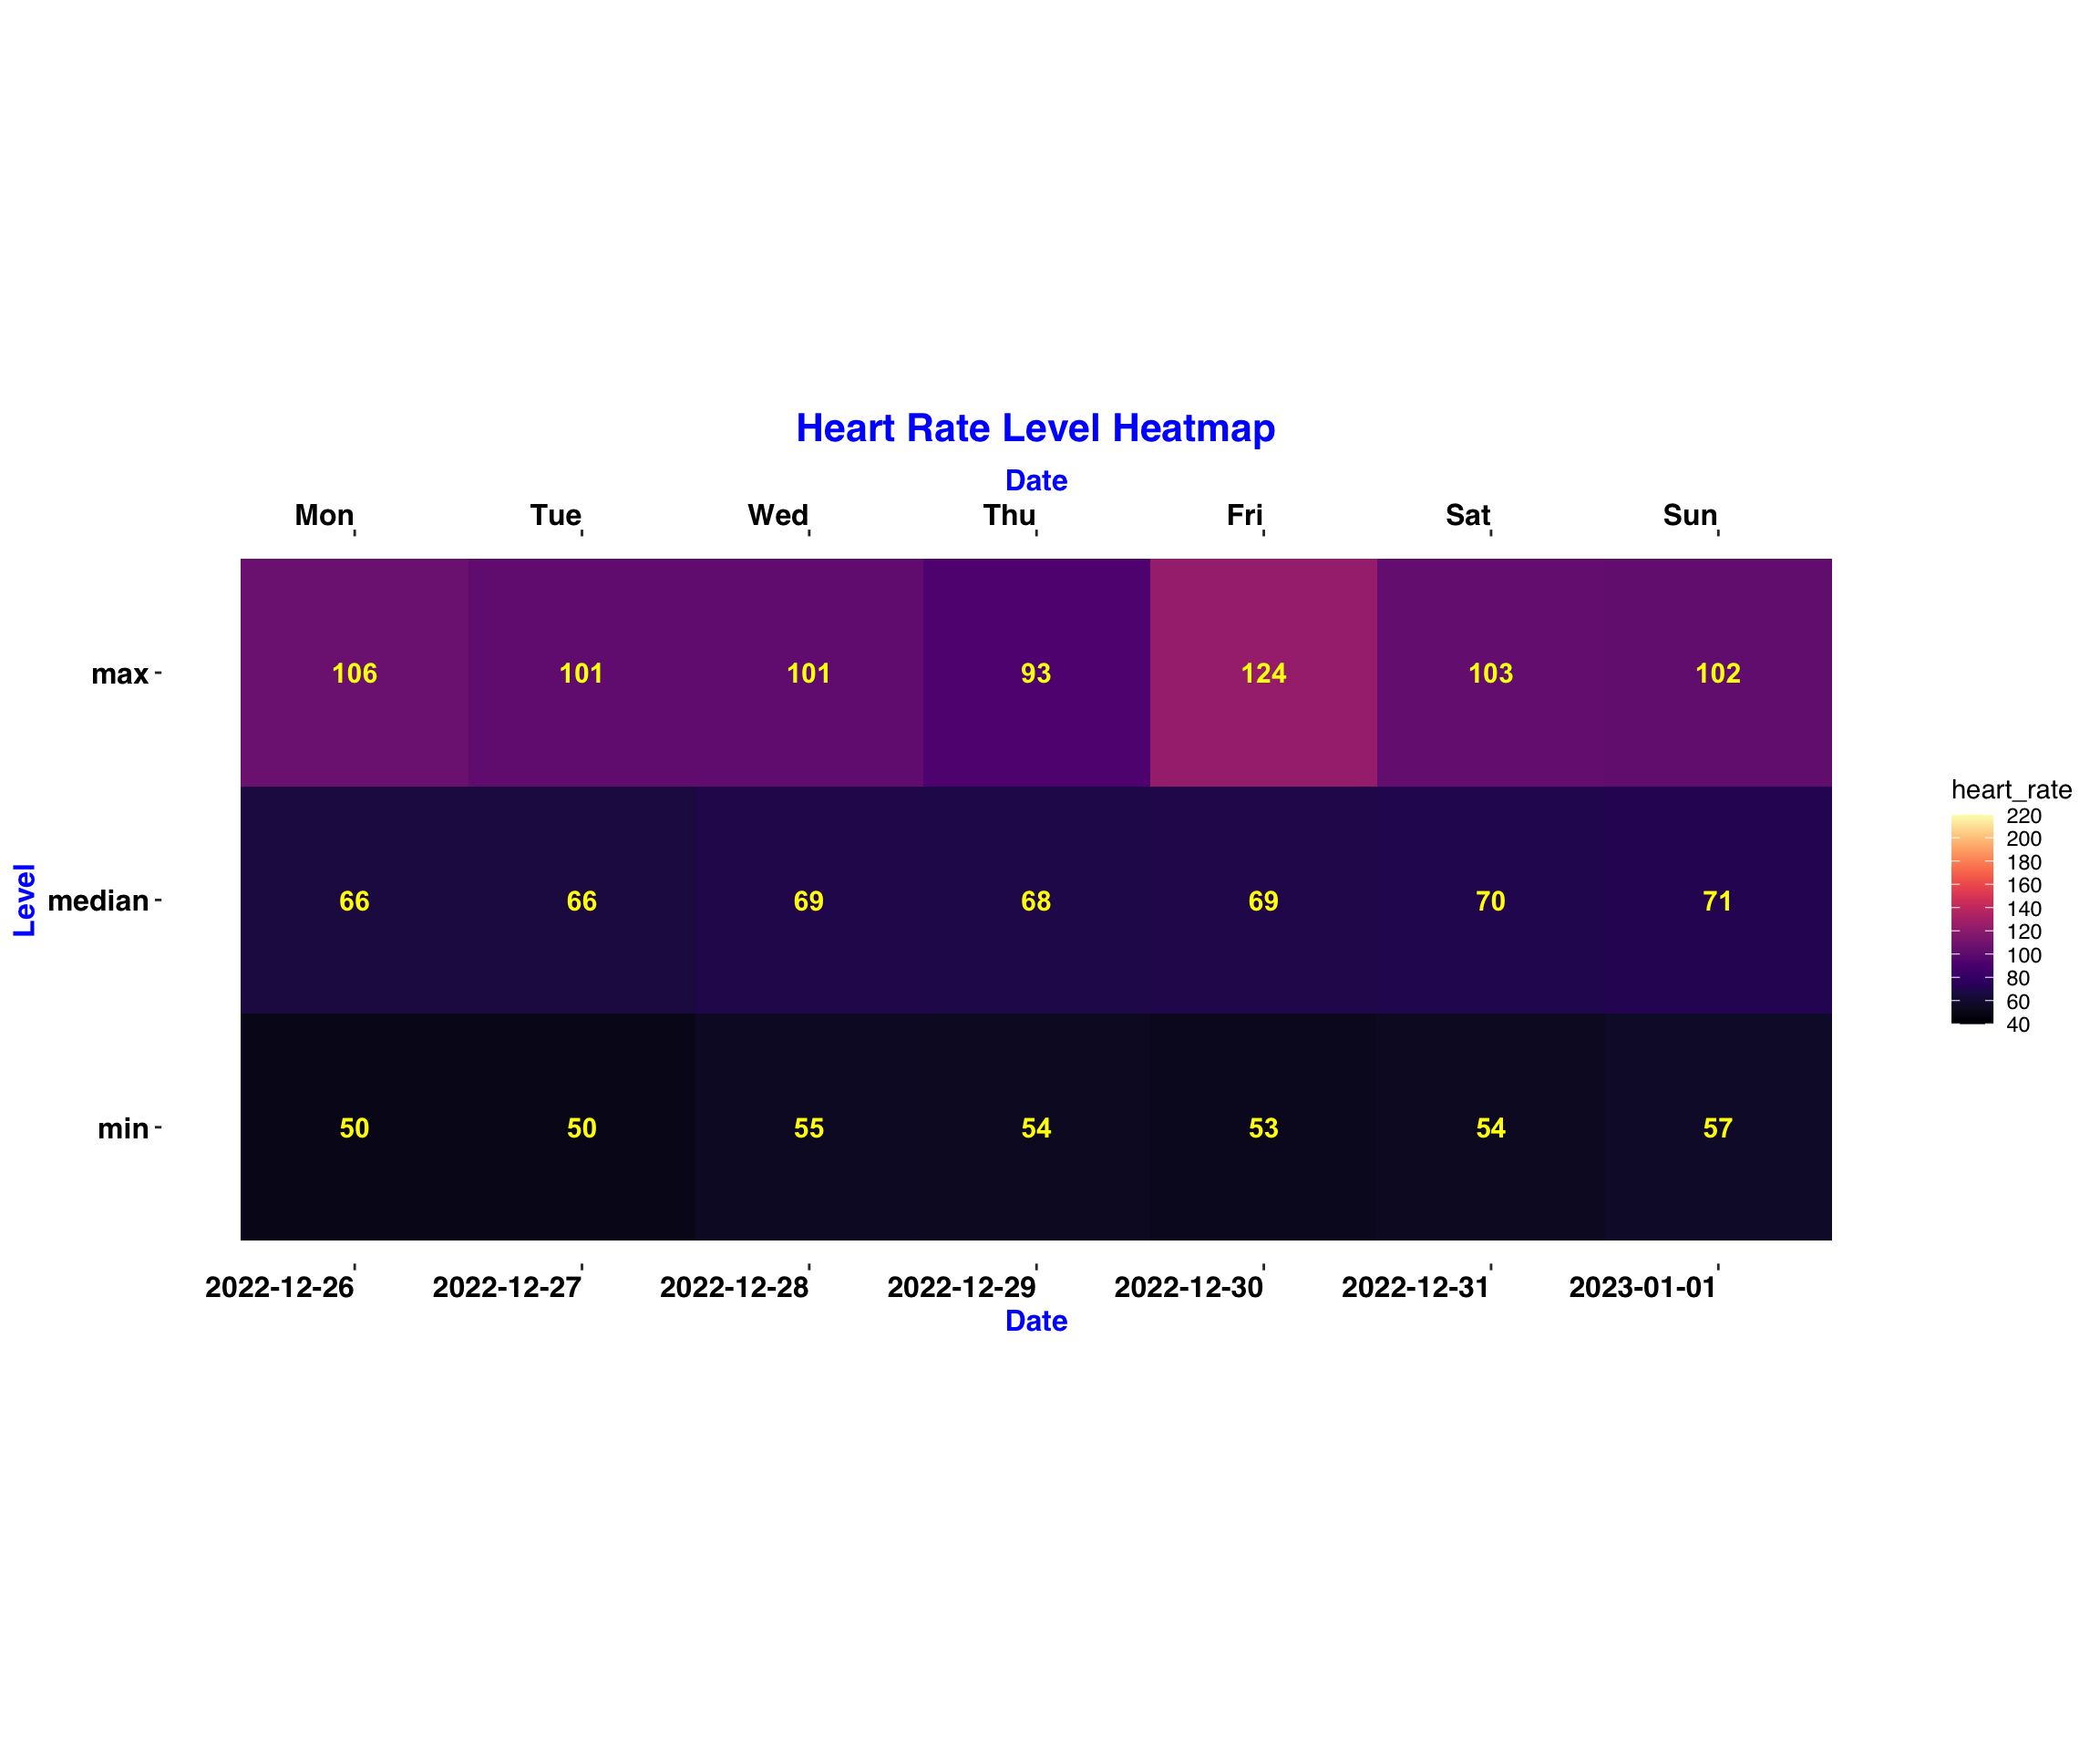 Heart Rate Level Heatmap
Date
Mon Tue Wed Thu Fri Sat Sun
max 106 101 101 93 124 103 102
median 66 66 69 68 69 70 71
min 50 50 55 54 53 54 57
2022-12-26 2022-12-27 2022-12-28 2022-12-29 2022-12-30 2022-12-31 2023-01-01
Date
Level
heart_rate
220
200
180
160
140
120
100
80
60
40